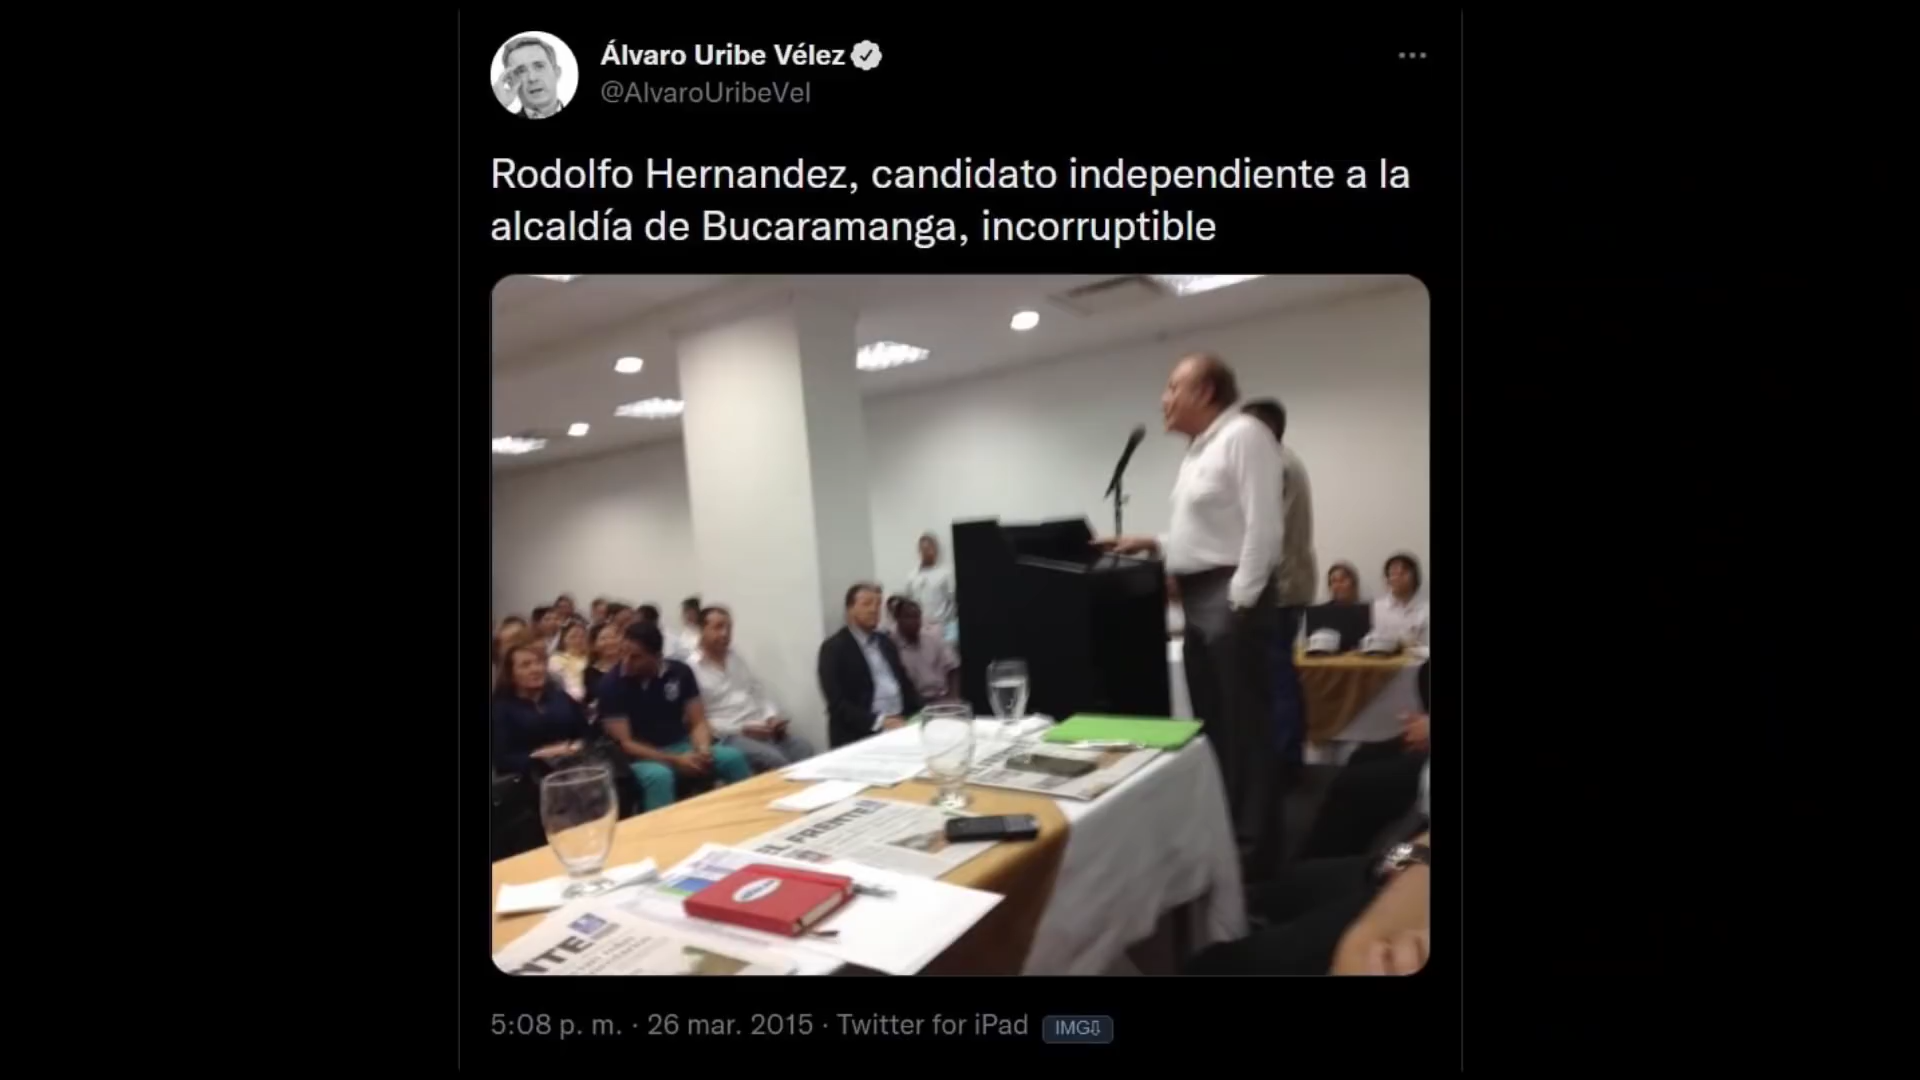 Álvaro Uribe Vélez
@AlvaroUribeVel
Rodolfo Hernandez, candidato independiente a la
alcaldía de Bucaramanga, incorruptible
EL FRENTE
NTE
5:08 p. m. · 26 mar. 2015 · Twitter for iPad IMG⇩